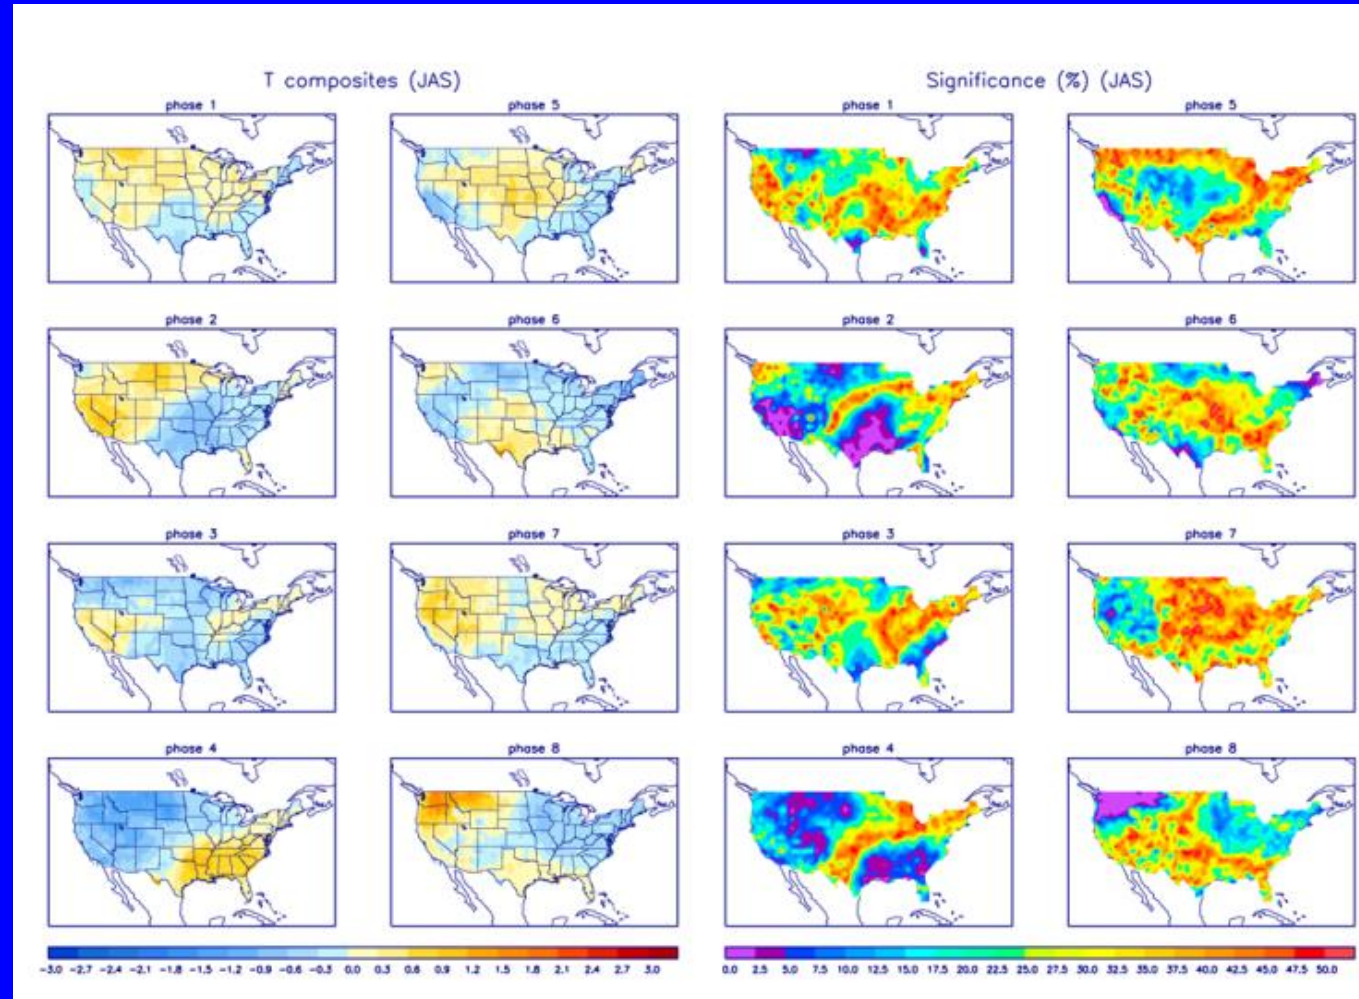 T composites (JAS)
Significance (%) (JAS)
phase 1
phase 5
phase 1
phase 5
phase 2
phase 6
phase 2
phase 6
phase 3
phase 7
phase 3
phase 7
phase 4
phase 8
phase 4
phase 8
-3.0 -2.7 -2.4 -2.1 -1.8 -1.5 -1.2 -0.9 -0.6 -0.3 0.0 0.3 0.6 0.9 1.2 1.5 1.8 2.1 2.4 2.7 3.0
0.0 2.5 5.0 7.5 10.0 12.5 15.0 17.5 20.0 22.5 25.0 27.5 30.0 32.5 35.0 37.5 40.0 42.5 45.0 47.5 50.0